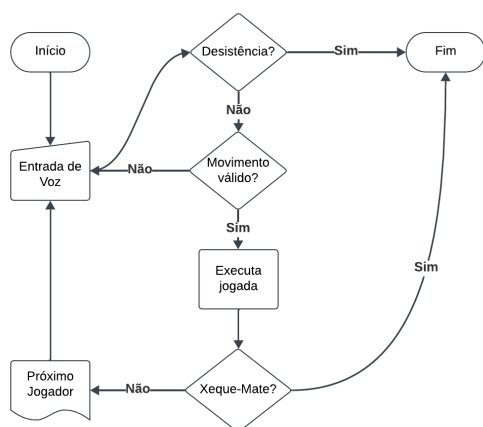 Início
Desistência?
Sim
Fim
Não
Entrada de
Voz
Não
Movimento
válido?
Sim
Executa
jogada
Sim
Próximo
Jogador
Não
Xeque-Mate?